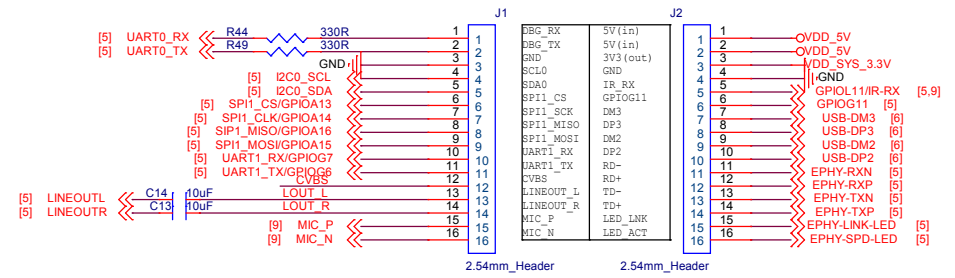 J1 J2
[5] UART0_RX R44 330R 1 1 DBG_RX 5V(in) 1 1 VDD_5V
[5] UART0_TX R49 330R 2 2 DBG_TX 5V(in) 2 2 VDD_5V
GND 3 3 GND 3V3(out) 3 3 VDD_SYS_3.3V
[5] I2C0_SCL 4 4 SCL0 GND 4 4 GND
[5] I2C0_SDA 5 5 SDA0 IR_RX 5 5 GPIOL11/IR-RX [5,9]
[5] SPI1_CS/GPIOA13 6 6 SPI1_CS GPIOG11 6 6 GPIOG11 [5]
[5] SPI1_CLK/GPIOA14 7 7 SPI1_SCK DM3 7 7 USB-DM3 [6]
[5] SIP1_MISO/GPIOA16 8 8 SPI1_MISO DP3 8 8 USB-DP3 [6]
[5] SPI1_MOSI/GPIOA15 9 9 SPI1_MOSI DM2 9 9 USB-DM2 [6]
[5] UART1_RX/GPIOG7 10 10 UART1_RX DP2 10 10 USB-DP2 [6]
[5] UART1_TX/GPIOG6 11 11 UART1_TX RD- 11 11 EPHY-RXN [5]
CVBS 12 12 CVBS RD+ 12 12 EPHY-RXP [5]
[5] LINEOUTL C14 10uF LOUT_L 13 13 LINEOUT_L TD- 13 13 EPHY-TXN [5]
[5] LINEOUTR C13 10uF LOUT_R 14 14 LINEOUT_R TD+ 14 14 EPHY-TXP [5]
[9] MIC_P 15 15 MIC_P LED_LNK 15 15 EPHY-LINK-LED [5]
[9] MIC_N 16 16 MIC_N LED_ACT 16 16 EPHY-SPD-LED [5]
2.54mm_Header 2.54mm_Header